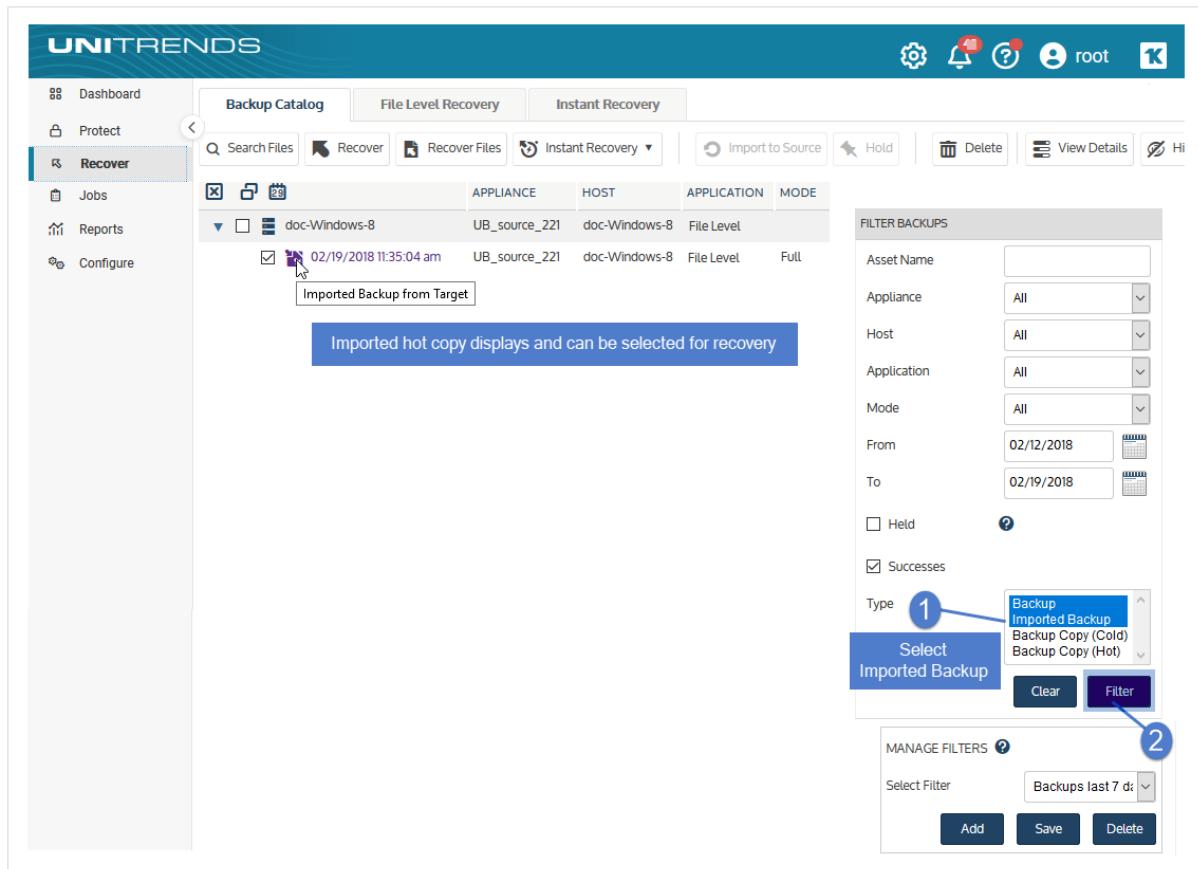 UNITRENDS
root
Dashboard
Protect
Recover
Jobs
Reports
Configure
Backup Catalog
File Level Recovery
Instant Recovery
Search Files
Recover
Recover Files
Instant Recovery
Import to Source
Hold
Delete
View Details
Hi
29
APPLIANCE HOST APPLICATION MODE
doc-Windows-8 UB_source_221 doc-Windows-8 File Level
02/19/2018 11:35:04 am UB_source_221 doc-Windows-8 File Level Full
Imported Backup from Target
Imported hot copy displays and can be selected for recovery
FILTER BACKUPS
Asset Name
Appliance All
Host All
Application All
Mode All
From 02/12/2018
To 02/19/2018
Held ?
Successes
Type
Backup
Imported Backup
Backup Copy (Cold)
Backup Copy (Hot)
1
Select
Imported Backup
Clear
Filter
2
MANAGE FILTERS ?
Select Filter Backups last 7 da
Add
Save
Delete